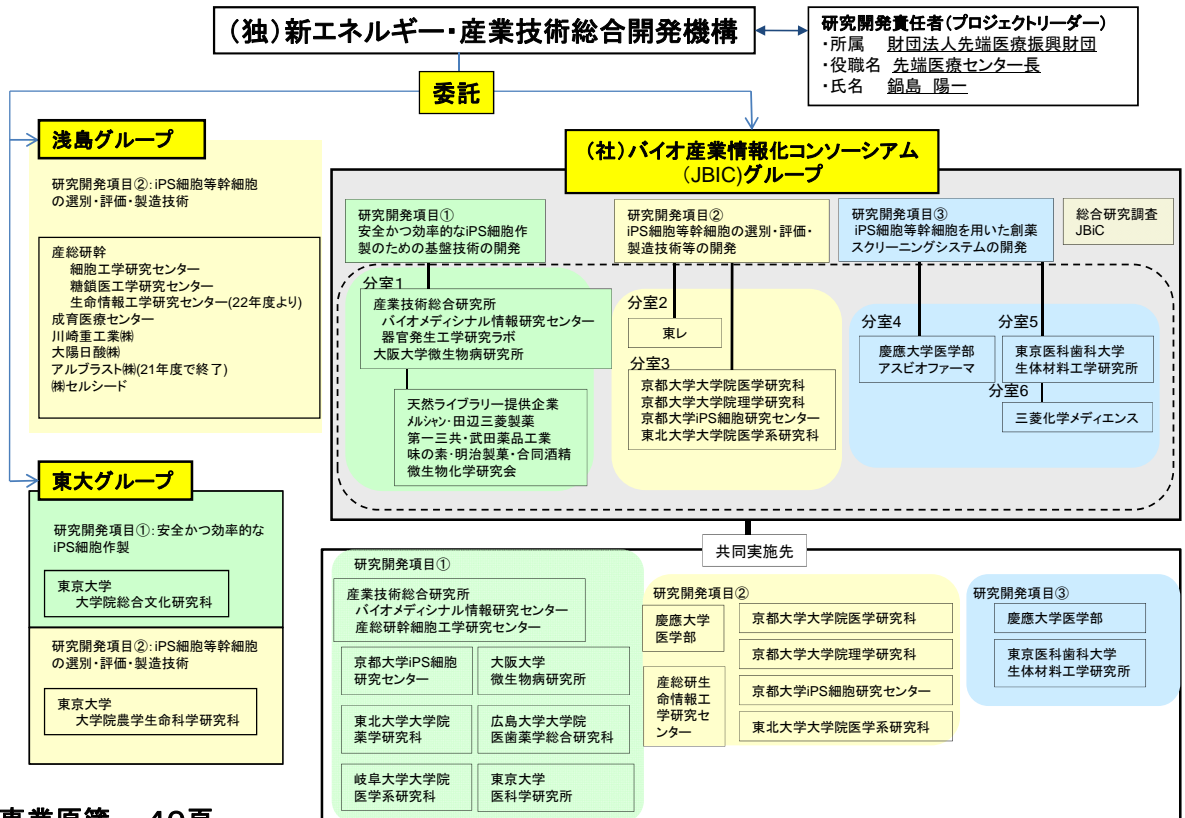 (独)新エネルギー・産業技術総合開発機構
研究開発責任者(プロジェクトリーダー)
・所属 財団法人先端医療振興財団
・役職名 先端医療センター長
・氏名 鍋島 陽一
委託
浅島グループ
研究開発項目②:iPS細胞等幹細胞
の選別・評価・製造技術
産総研幹
細胞工学研究センター
糖鎖医工学研究センター
生命情報工学研究センター(22年度より)
成育医療センター
川崎重工業㈱
大陽日酸㈱
アルブラスト㈱(21年度で終了)
㈱セルシード
東大グループ
研究開発項目①:安全かつ効率的な
iPS細胞作製
東京大学
大学院総合文化研究科
研究開発項目②:iPS細胞等幹細胞
の選別・評価・製造技術
東京大学
大学院農学生命科学研究科
(社)バイオ産業情報化コンソーシアム
(JBIC)グループ
研究開発項目①
安全かつ効率的なiPS細胞作
製のための基盤技術の開発
研究開発項目②
iPS細胞等幹細胞の選別・評価・
製造技術等の開発
研究開発項目③
iPS細胞等幹細胞を用いた創薬
スクリーニングシステムの開発
総合研究調査
JBiC
分室1
産業技術総合研究所
バイオメディシナル情報研究センター
器官発生工学研究ラボ
大阪大学微生物病研究所
天然ライブラリー提供企業
メルシャン・田辺三菱製薬
第一三共・武田薬品工業
味の素・明治製菓・合同酒精
微生物化学研究会
分室2
東レ
分室3
京都大学大学院医学研究科
京都大学大学院理学研究科
京都大学iPS細胞研究センター
東北大学大学院医学系研究科
分室4
慶應大学医学部
アスビオファーマ
分室5
東京医科歯科大学
生体材料工学研究所
分室6
三菱化学メディエンス
共同実施先
研究開発項目①
産業技術総合研究所
バイオメディシナル情報研究センター
産総研幹細胞工学研究センター
京都大学iPS細胞
研究センター
大阪大学
微生物病研究所
東北大学大学院
薬学研究科
広島大学大学院
医歯薬学総合研究科
岐阜大学大学院
医学系研究科
東京大学
医科学研究所
研究開発項目②
慶應大学
医学部
産総研生
命情報工
学研究セ
ンター
京都大学大学院医学研究科
京都大学大学院理学研究科
京都大学iPS細胞研究センター
東北大学大学院医学系研究科
研究開発項目③
慶應大学医学部
東京医科歯科大学
生体材料工学研究所